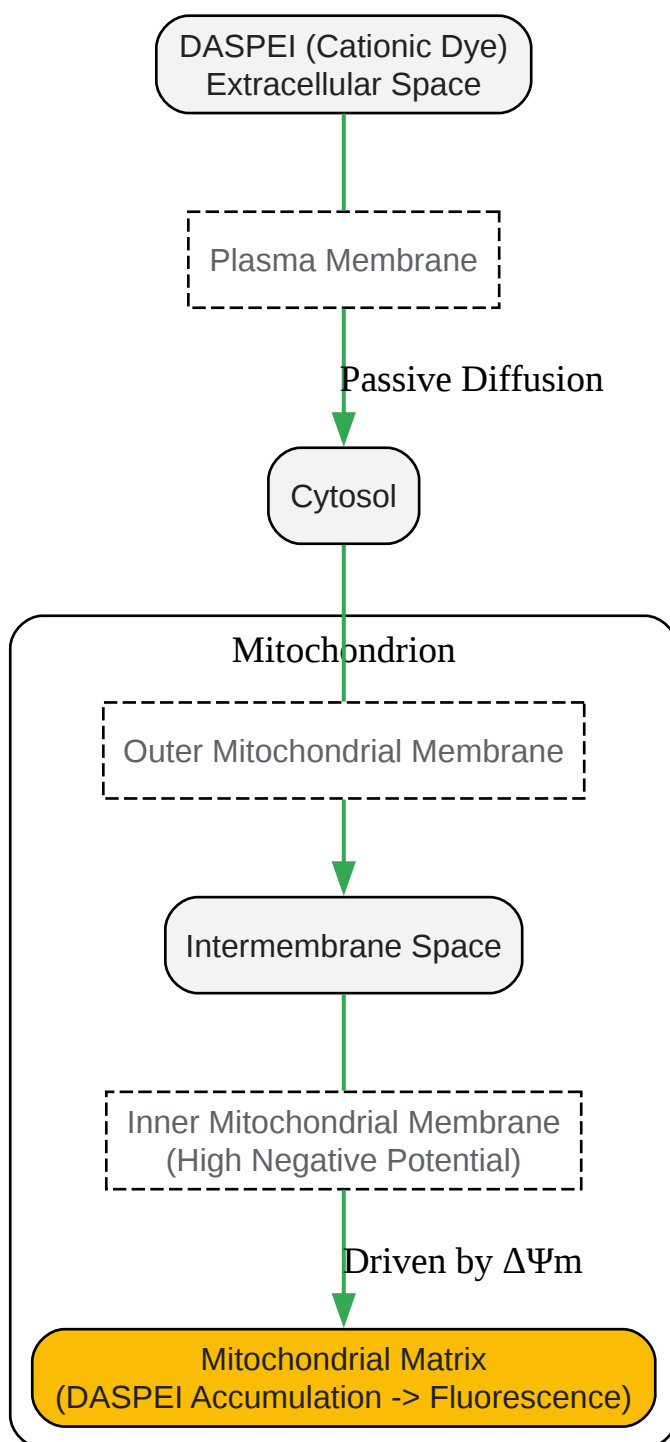 DASPEI (Cationic Dye)
Extracellular Space
Plasma Membrane
Passive Diffusion
Cytosol
Mitochondrion
Outer Mitochondrial Membrane
Intermembrane Space
Inner Mitochondrial Membrane
(High Negative Potential)
Driven by ΔΨm
Mitochondrial Matrix
(DASPEI Accumulation -> Fluorescence)